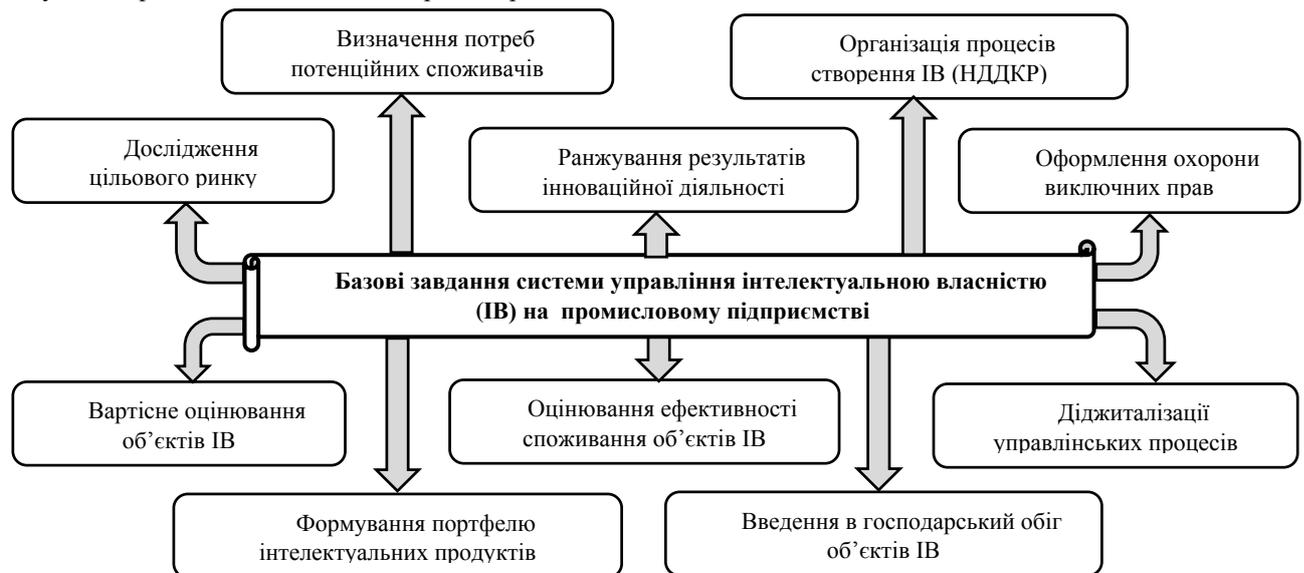 Визначення потреб
потенційних споживачів
Організація процесів
створення ІВ (НДДКР)
Дослідження
цільового ринку
Ранжування результатів
інноваційної діяльності
Оформлення охорони
виключних прав
Базові завдання системи управління інтелектуальною власністю
(ІВ) на промисловому підприємстві
Вартісне оцінювання
об’єктів ІВ
Оцінювання ефективності
споживання об’єктів ІВ
Діджиталізації
управлінських процесів
Формування портфелю
інтелектуальних продуктів
Введення в господарський обіг
об’єктів ІВ